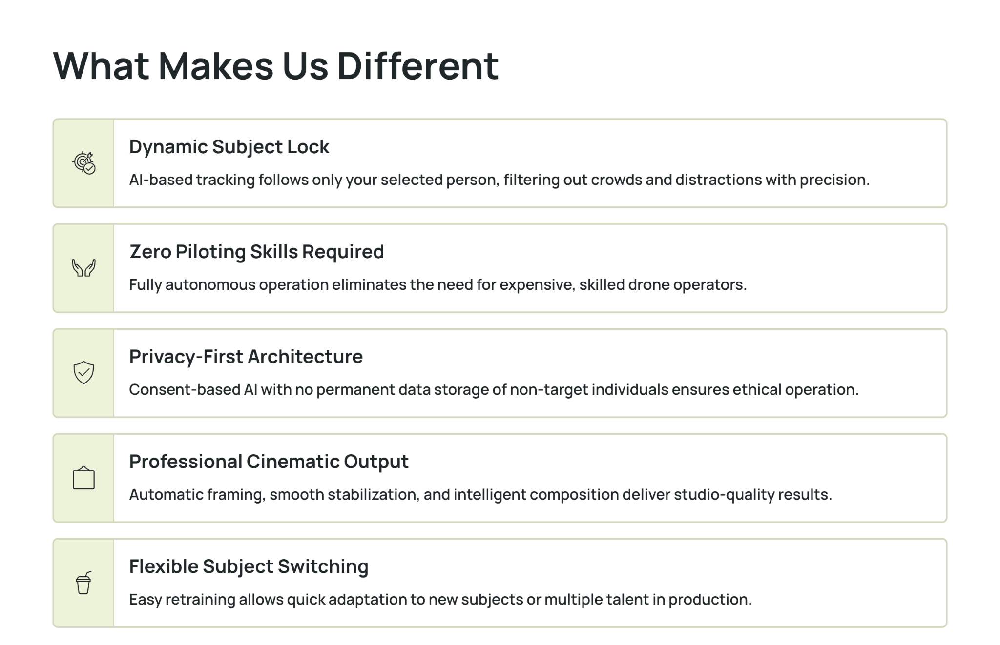 What Makes Us Different
Dynamic Subject Lock
AI-based tracking follows only your selected person, filtering out crowds and distractions with precision.
Zero Piloting Skills Required
Fully autonomous operation eliminates the need for expensive, skilled drone operators.
Privacy-First Architecture
Consent-based AI with no permanent data storage of non-target individuals ensures ethical operation.
Professional Cinematic Output
Automatic framing, smooth stabilization, and intelligent composition deliver studio-quality results.
Flexible Subject Switching
Easy retraining allows quick adaptation to new subjects or multiple talent in production.